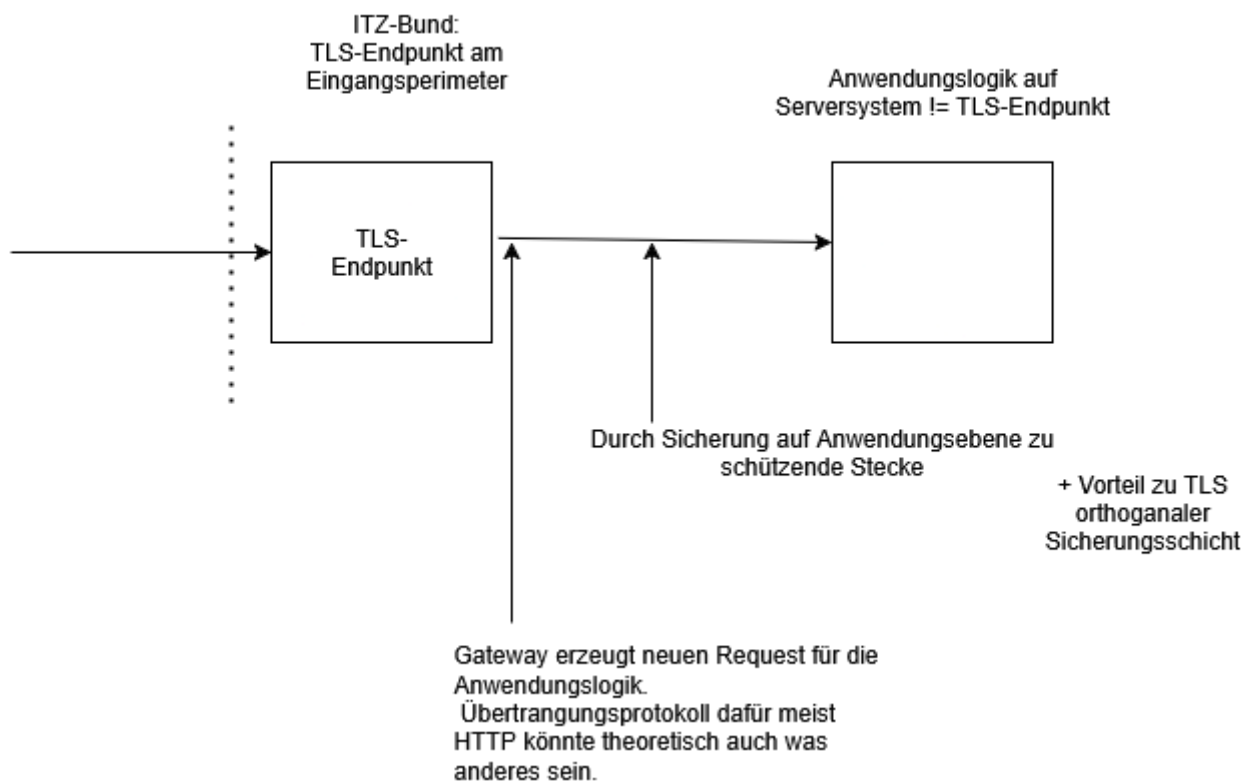 ITZ-Bund:
TLS-Endpunkt am
Eingangsperimeter
Anwendungslogik auf
Serversystem != TLS-Endpunkt
TLS-
Endpunkt
Durch Sicherung auf Anwendungsebene zu
schützende Stecke
+ Vorteil zu TLS
orthoganaler
Sicherungsschicht
Gateway erzeugt neuen Request für die
Anwendungslogik.
Übertrangungsprotokoll dafür meist
HTTP könnte theoretisch auch was
anderes sein.